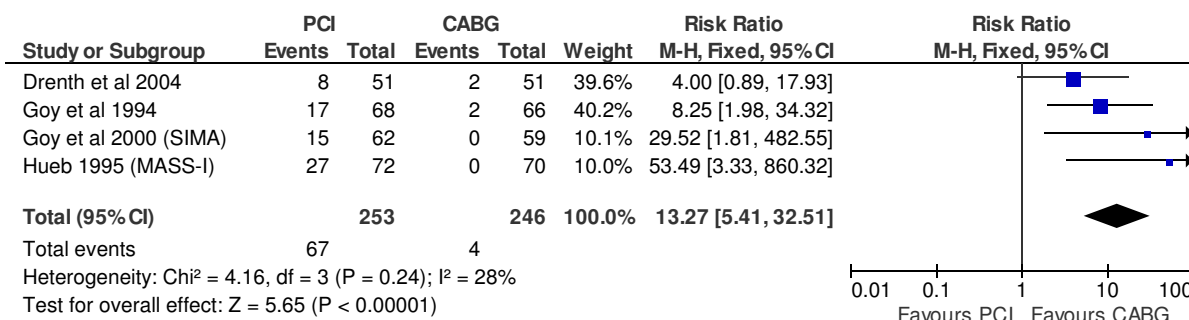 PCI CABG Risk Ratio Risk Ratio
Study or Subgroup Events Total Events Total Weight M-H, Fixed, 95% CI M-H, Fixed, 95% CI
Drenth et al 2004 8 51 2 51 39.6% 4.00 [0.89, 17.93]
Goy et al 1994 17 68 2 66 40.2% 8.25 [1.98, 34.32]
Goy et al 2000 (SIMA) 15 62 0 59 10.1% 29.52 [1.81, 482.55]
Hueb 1995 (MASS-I) 27 72 0 70 10.0% 53.49 [3.33, 860.32]
Total (95% CI) 253 246 100.0% 13.27 [5.41, 32.51]
Total events 67 4
Heterogeneity: Chi² = 4.16, df = 3 (P = 0.24); I² = 28%
Test for overall effect: Z = 5.65 (P < 0.00001)
0.01 0.1 1 10 100
Favours PCI Favours CABG